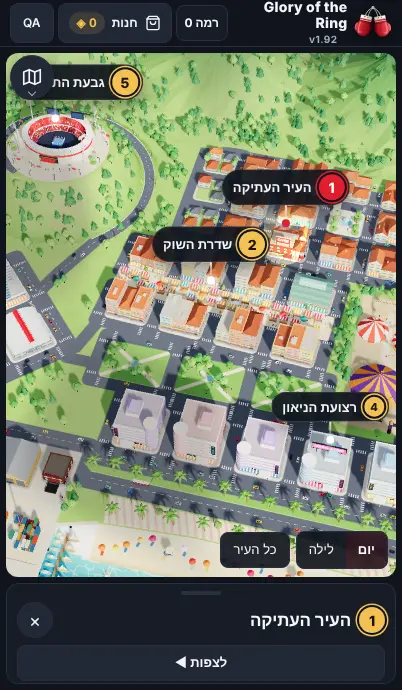 Glory of the
Ring
v1.92
רמה 0
חנות
0
QA
5
גבעת הת
1
העיר העתיקה
2
שדרת השוק
4
רצועת הניאון
יום
לילה
כל העיר
1
העיר העתיקה
×
לצפות ◀